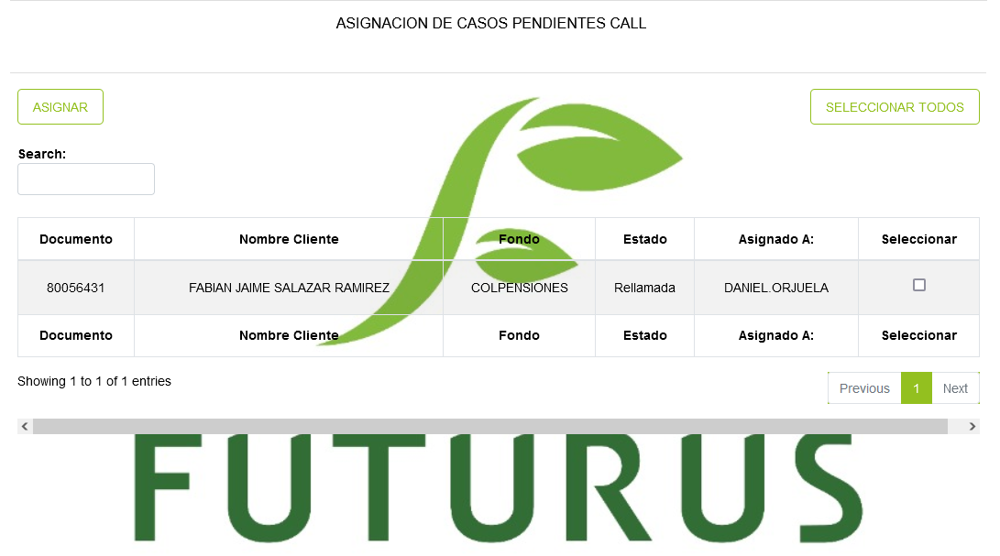 ASIGNACION DE CASOS PENDIENTES CALL
ASIGNAR
SELECCIONAR TODOS
Search:
Documento Nombre Cliente Fondo Estado Asignado A: Seleccionar
80056431 FABIAN JAIME SALAZAR RAMIREZ COLPENSIONES Rellamada DANIEL.ORJUELA
Documento Nombre Cliente Fondo Estado Asignado A: Seleccionar
Showing 1 to 1 of 1 entries
Previous 1 Next
FUTURUS